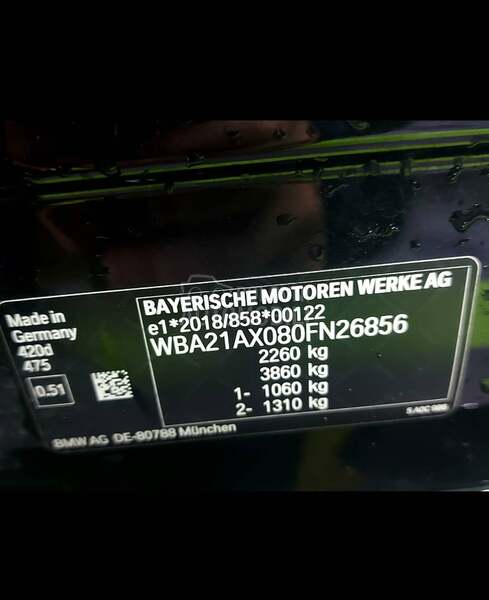 BAYERISCHE MOTOREN WERKE AG
e1*2018/858*00122
WBA21AX080FN26856
2260 kg
3860 kg
1- 1060 kg
2- 1310 kg
Made in
Germany
420d
475
0.51
BMW AG DE-80788 München